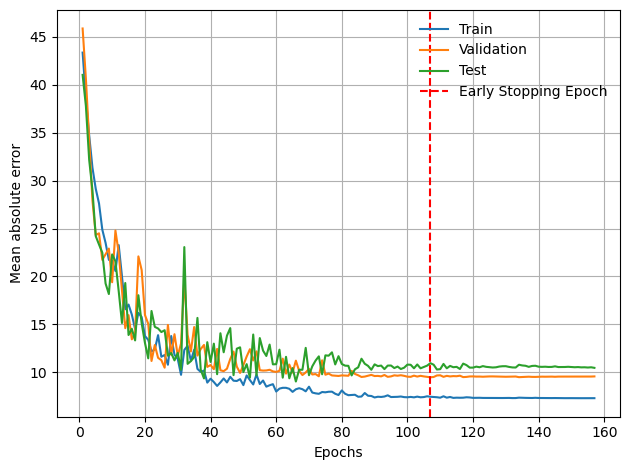 45
40
35
30
25
20
15
10
0 20 40 60 80 100 120 140 160
Mean absolute error
Epochs
Train
Validation
Test
Early Stopping Epoch